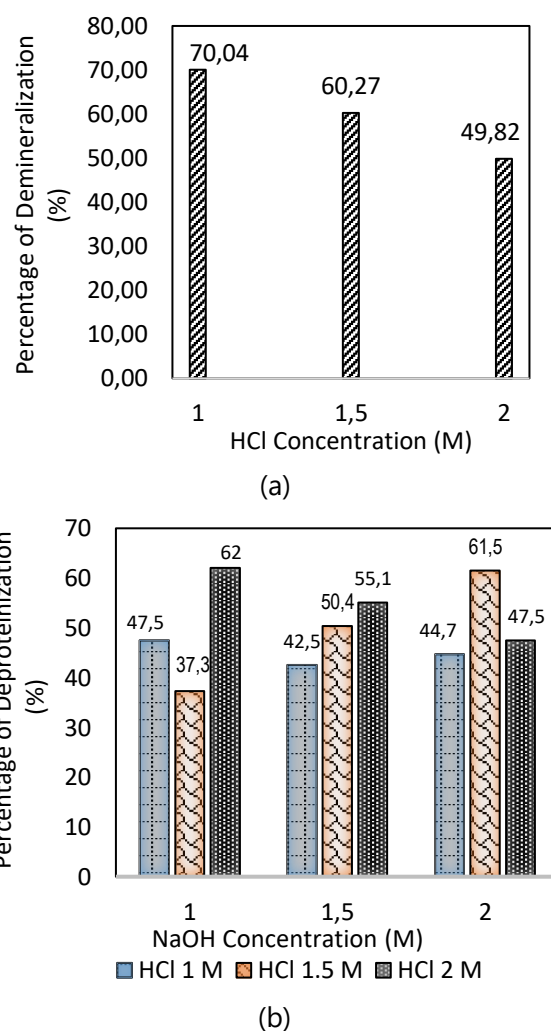 80,00
70,00
60,00
50,00
40,00
30,00
20,00
10,00
0,00
Percentage of Demineralization
(%)
70,04
60,27
49,82
1 1,5 2
HCl Concentration (M)
(a)
70
60
50
40
30
20
10
0
Percentage of Deproteinization
(%)
47,5 37,3 62
42,5 50,4 55,1
44,7 61,5 47,5
1 1,5 2
NaOH Concentration (M)
HCl 1 M HCl 1.5 M HCl 2 M
(b)